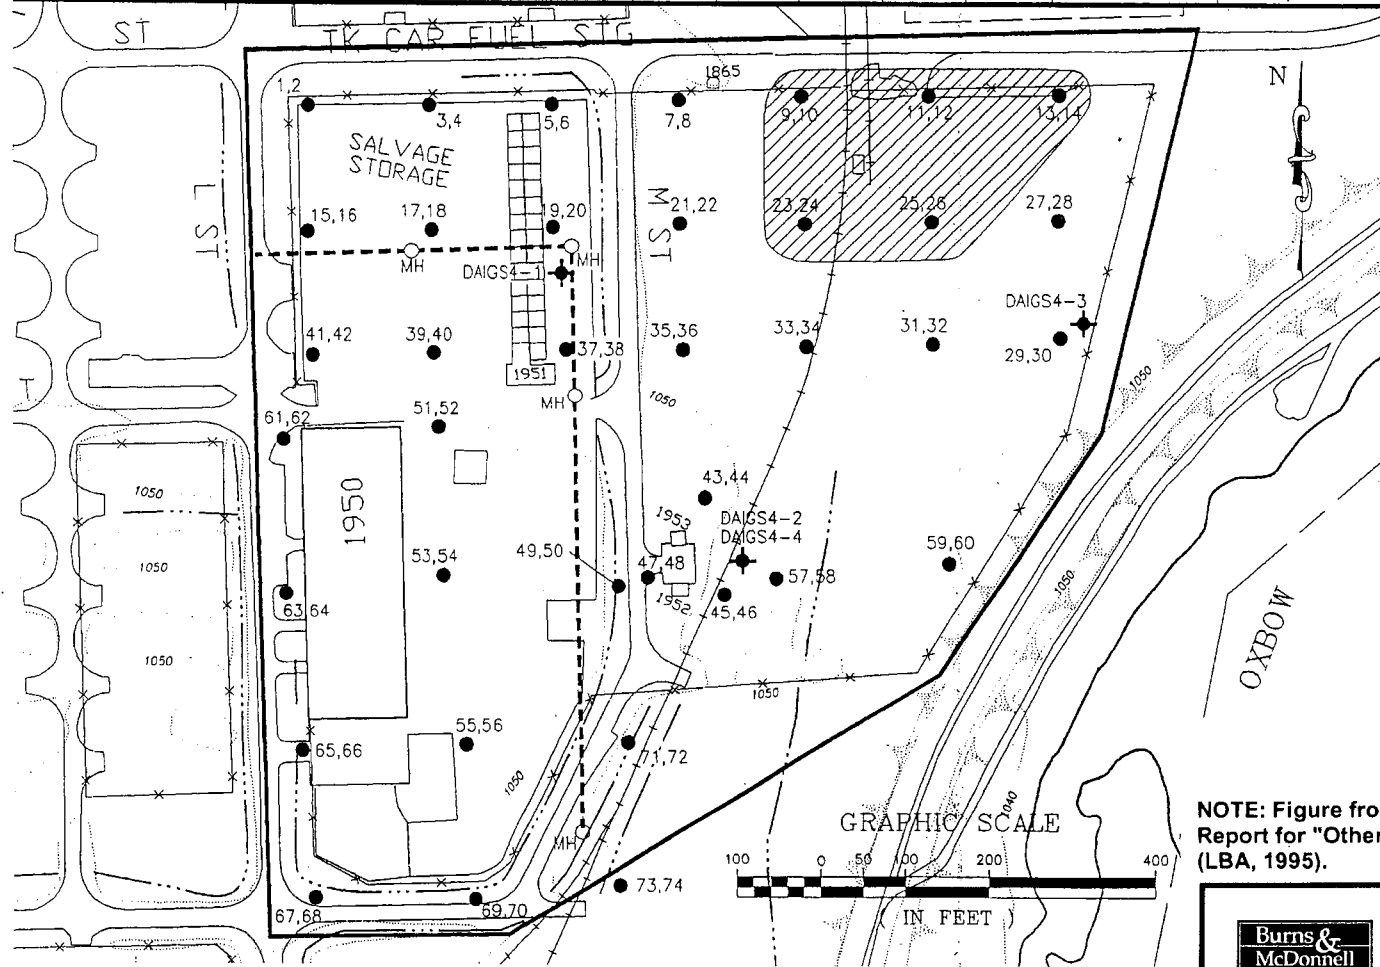 ST
TK CAR FUEL STG
1865
N
1,2
3,4
5,6
7,8
9,10
11,12
13,14
SALVAGE
STORAGE
L ST
M ST
15,16
17,18
19,20
21,22
23,24
25,26
27,28
MH
MH
DAIGS4-1
DAIGS4-3
41,42
39,40
37,38
35,36
33,34
31,32
29,30
1951
MH
1050
1050
T
61,62
51,52
1950
43,44
1953
DAIGS4-2
DAIGS4-4
1050
1050
1050
53,54
49,50
47,48
57,58
59,60
1050
63,64
1952
45,46
OXBOW
1050
65,66
55,56
71,72
1050
1040
MH
GRAPHIC SCALE
100 0 50 100 200 400
( IN FEET )
73,74
67,68
69,70
NOTE: Figure fro
Report for "Other
(LBA, 1995).
Burns &
McDonnell